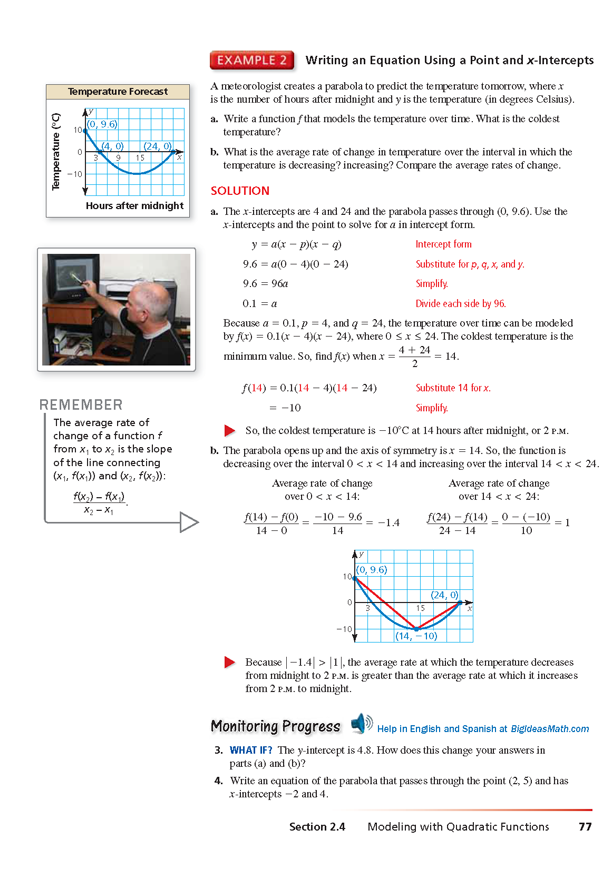 EXAMPLE 2 Writing an Equation Using a Point and x-Intercepts
Temperature Forecast
Temperature (°C)
y
10
(0, 9.6)
(4, 0)
(24, 0)
0
3 9 15 x
−10
Hours after midnight
A meteorologist creates a parabola to predict the temperature tomorrow, where x
is the number of hours after midnight and y is the temperature (in degrees Celsius).
a. Write a function f that models the temperature over time. What is the coldest
temperature?
b. What is the average rate of change in temperature over the interval in which the
temperature is decreasing? increasing? Compare the average rates of change.
SOLUTION
a. The x-intercepts are 4 and 24 and the parabola passes through (0, 9.6). Use the
x-intercepts and the point to solve for a in intercept form.
y = a(x − p)(x − q) Intercept form
9.6 = a(0 − 4)(0 − 24) Substitute for p, q, x, and y.
9.6 = 96a Simplify.
0.1 = a Divide each side by 96.
Because a = 0.1, p = 4, and q = 24, the temperature over time can be modeled
by f(x) = 0.1(x − 4)(x − 24), where 0 ≤ x ≤ 24. The coldest temperature is the
minimum value. So, find f(x) when x = (4 + 24)/2 = 14.
f(14) = 0.1(14 − 4)(14 − 24) Substitute 14 for x.
= −10 Simplify.
So, the coldest temperature is −10°C at 14 hours after midnight, or 2 P.M.
REMEMBER
The average rate of
change of a function f
from x₁ to x₂ is the slope
of the line connecting
(x₁, f(x₁)) and (x₂, f(x₂)):
(f(x₂) − f(x₁))/(x₂ − x₁).
b. The parabola opens up and the axis of symmetry is x = 14. So, the function is
decreasing over the interval 0 < x < 14 and increasing over the interval 14 < x < 24.
Average rate of change Average rate of change
over 0 < x < 14: over 14 < x < 24:
(f(14) − f(0))/(14 − 0) = (−10 − 9.6)/14 = −1.4 (f(24) − f(14))/(24 − 14) = (0 − (−10))/10 = 1
y
10
(0, 9.6)
(24, 0)
0
3 15 x
−10
(14, −10)
Because |−1.4| > |1|, the average rate at which the temperature decreases
from midnight to 2 P.M. is greater than the average rate at which it increases
from 2 P.M. to midnight.
Monitoring Progress Help in English and Spanish at BigIdeasMath.com
3. WHAT IF? The y-intercept is 4.8. How does this change your answers in
parts (a) and (b)?
4. Write an equation of the parabola that passes through the point (2, 5) and has
x-intercepts −2 and 4.
Section 2.4 Modeling with Quadratic Functions 77